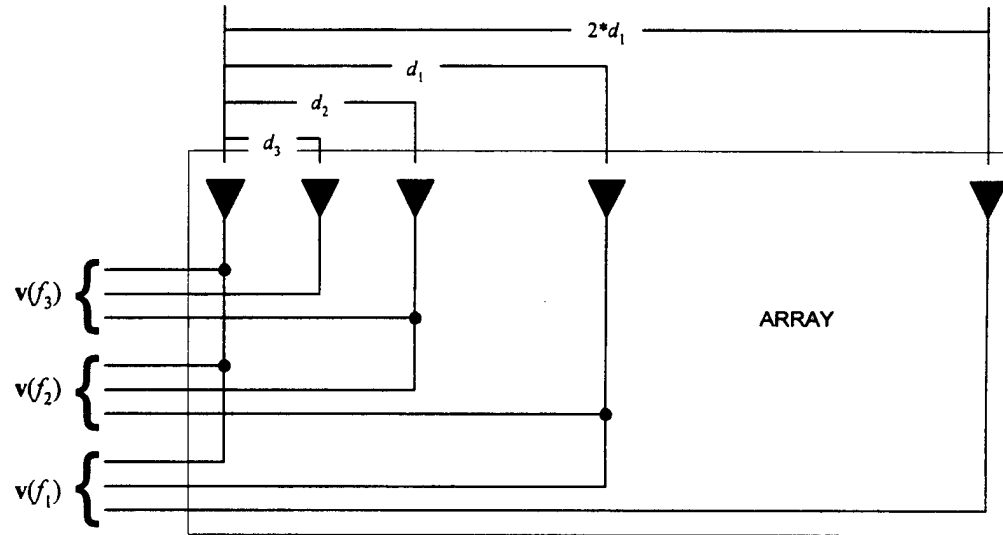 2*d₁
d₁
d₂
d₃
v(f₃)
ARRAY
v(f₂)
v(f₁)